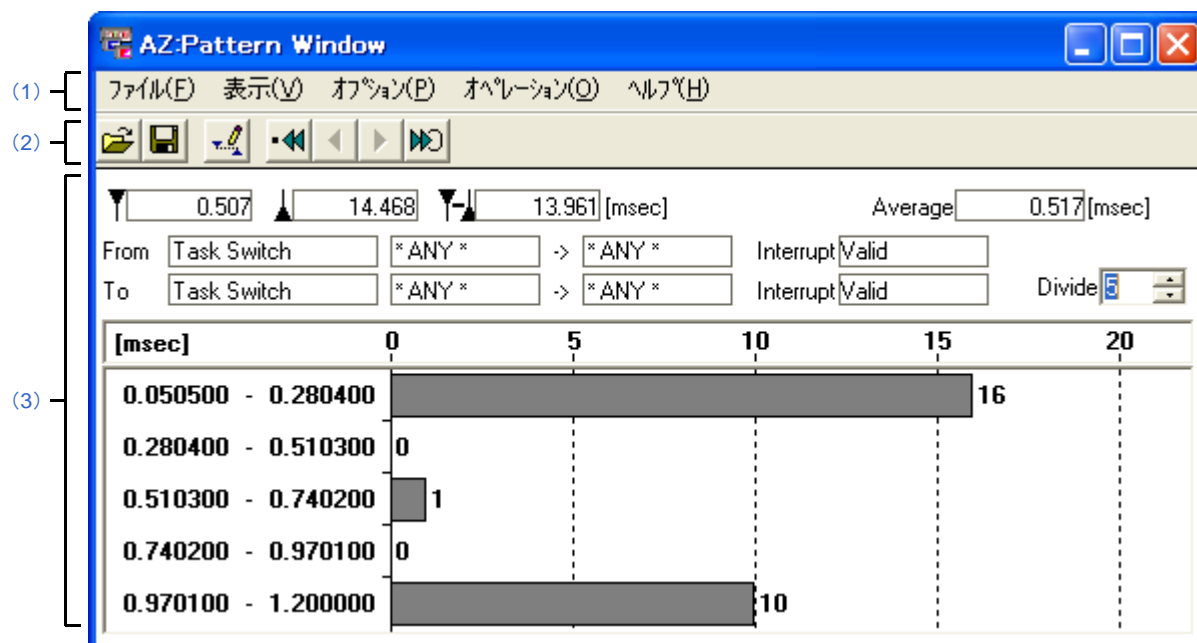 AZ:Pattern Window
(1)
ファイル(F) 表示(V) オプション(P) オペレーション(O) ヘルプ(H)
(2)
0.507 14.468 13.961 [msec] Average 0.517 [msec]
From Task Switch * ANY * -> * ANY * Interrupt Valid
To Task Switch * ANY * -> * ANY * Interrupt Valid Divide 5
[msec] 0 5 10 15 20
(3)
0.050500 - 0.280400 16
0.280400 - 0.510300 0
0.510300 - 0.740200 1
0.740200 - 0.970100 0
0.970100 - 1.200000 10